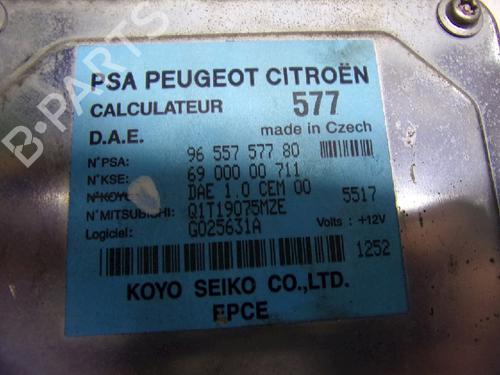 PSA PEUGEOT CITROËN
CALCULATEUR 577
D.A.E. made in Czech
N°PSA: 96 557 577 80
N°KSE: 69 000 00 711
N°KOYO DAE 1.0 CEM 00 5517
N°MITSUBISHI: Q1T19075MZE
Logiciel: G025631A Volts : +12V
1252
KOYO SEIKO CO.,LTD.
EPCE
B-PARTS